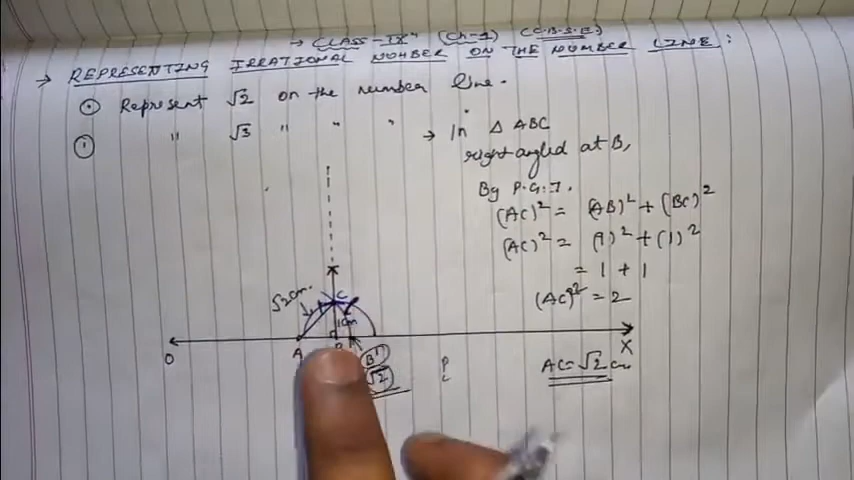 → CLASS-IX" (Ch-1) (C.B.S.E)
→ REPRESENTING IRRATIONAL NUMBER ON THE NUMBER LINE:
Represent √2 on the number line.
" √3 " " "
→ In Δ ABC
right angled at B,
By P.G.T.
(AC)² = (AB)² + (BC)²
(AC)² = (1)² + (1)²
= 1 + 1
(AC)² = 2
AC = √2 cm
√2 cm.
C
1cm
O
A
B
B'
√2
X